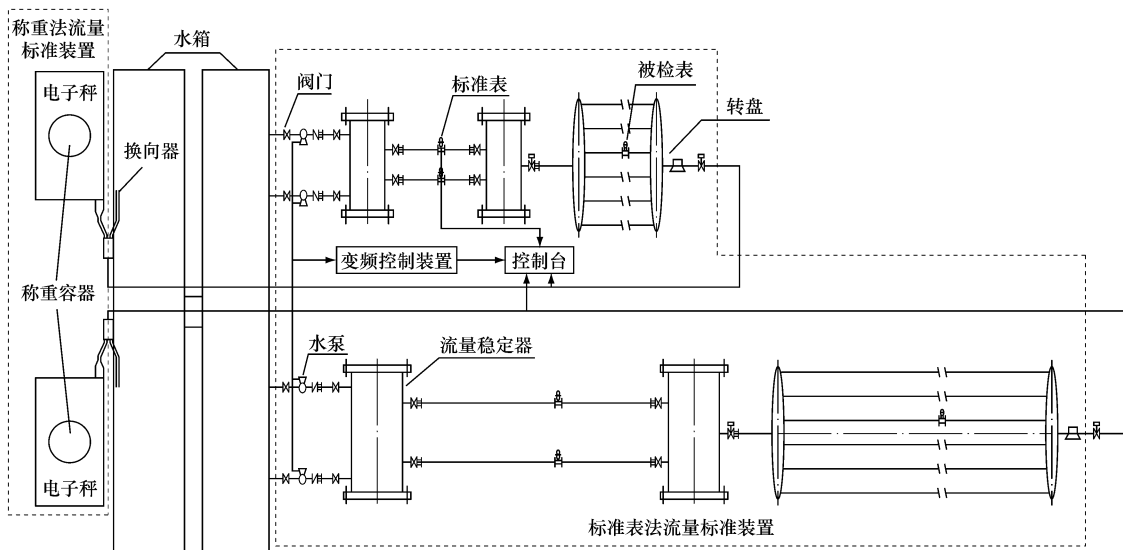 称重法流量
标准装置
水箱
电子秤
换向器
阀门
标准表
被检表
转盘
变频控制装置
控制台
称重容器
水泵
流量稳定器
电子秤
标准表法流量标准装置